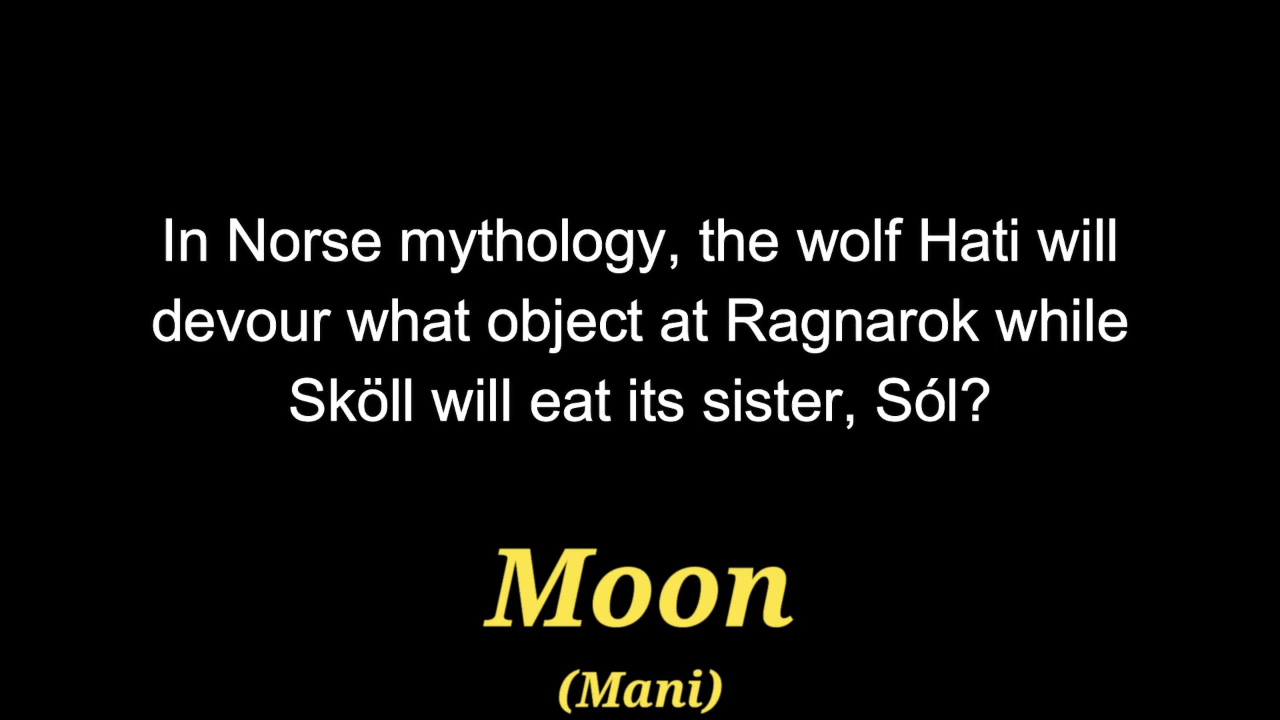 In Norse mythology, the wolf Hati will
devour what object at Ragnarok while
Sköll will eat its sister, Sól?
Moon
(Mani)